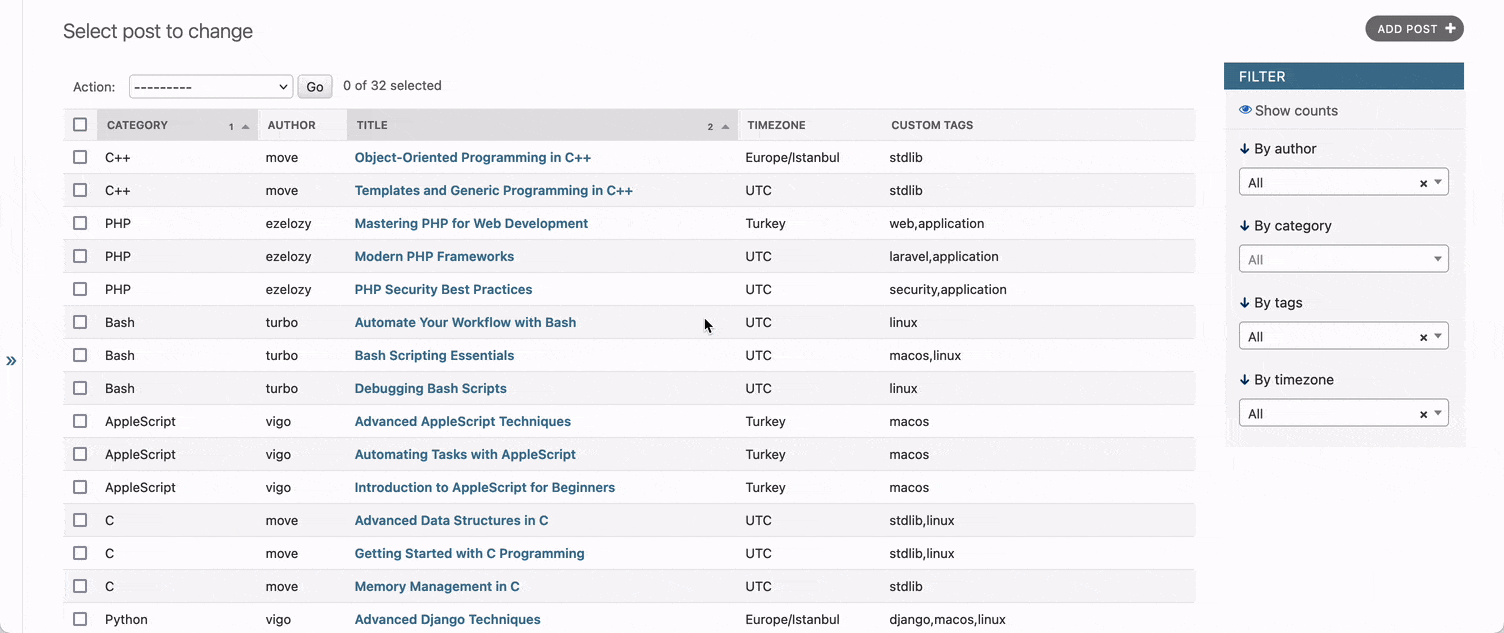 Select post to change
ADD POST +
Action: --------- Go 0 of 32 selected
CATEGORY 1 AUTHOR TITLE 2 TIMEZONE CUSTOM TAGS
C++ move Object-Oriented Programming in C++ Europe/Istanbul stdlib
C++ move Templates and Generic Programming in C++ UTC stdlib
PHP ezelozy Mastering PHP for Web Development Turkey web,application
PHP ezelozy Modern PHP Frameworks UTC laravel,application
PHP ezelozy PHP Security Best Practices UTC security,application
Bash turbo Automate Your Workflow with Bash UTC linux
Bash turbo Bash Scripting Essentials UTC macos,linux
Bash turbo Debugging Bash Scripts UTC linux
AppleScript vigo Advanced AppleScript Techniques Turkey macos
AppleScript vigo Automating Tasks with AppleScript Turkey macos
AppleScript vigo Introduction to AppleScript for Beginners Turkey macos
C move Advanced Data Structures in C UTC stdlib,linux
C move Getting Started with C Programming UTC stdlib,linux
C move Memory Management in C UTC stdlib
Python vigo Advanced Django Techniques Europe/Istanbul django,macos,linux
FILTER
Show counts
↓ By author
All ×
↓ By category
All
↓ By tags
All ×
↓ By timezone
All ×
»